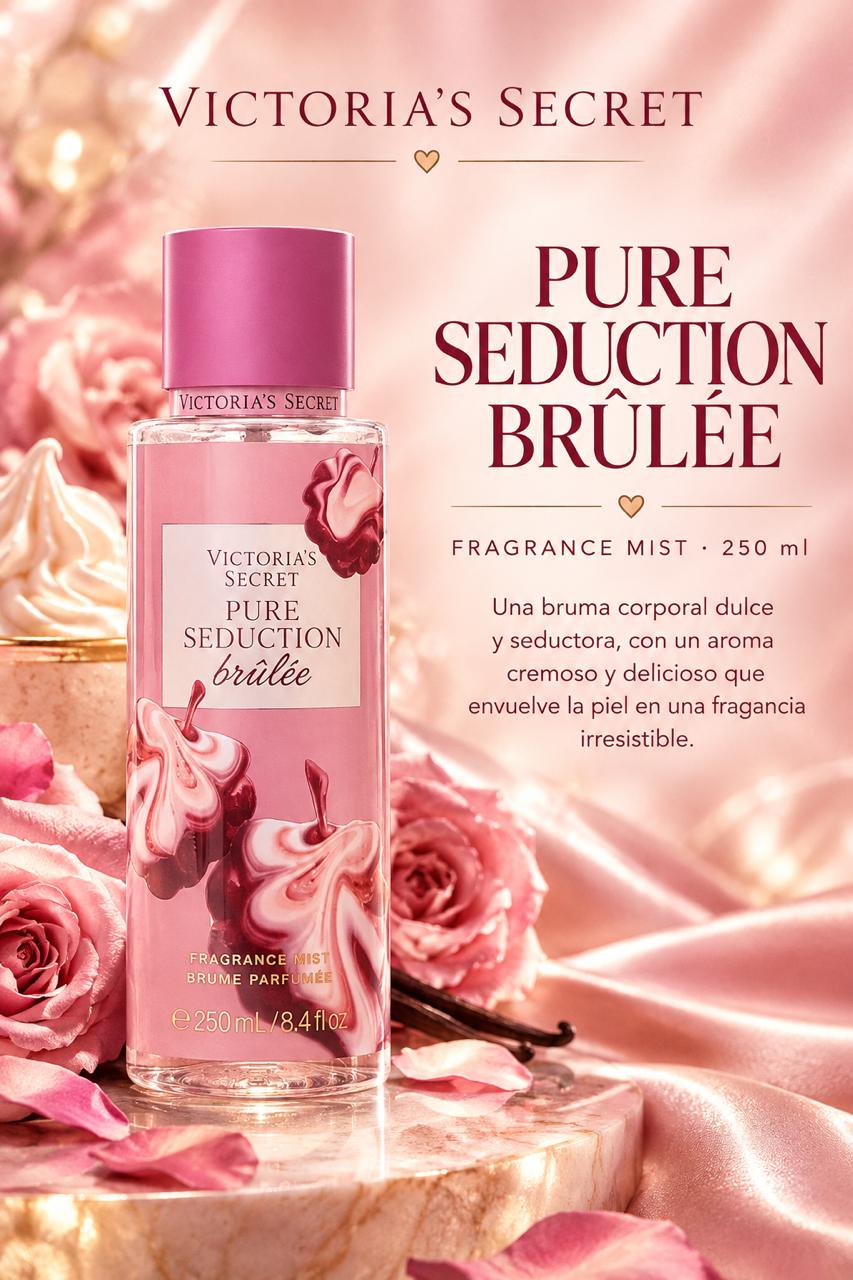 VICTORIA'S SECRET
PURE
SEDUCTION
BRÛLÉE
FRAGRANCE MIST · 250 ml
Una bruma corporal dulce
y seductora, con un aroma
cremoso y delicioso que
envuelve la piel en una fragancia
irresistible.
VICTORIA'S SECRET
VICTORIA'S
SECRET
PURE
SEDUCTION
brûlée
FRAGRANCE MIST
BRUME PARFUMÉE
℮ 250 mL / 8,4 fl oz